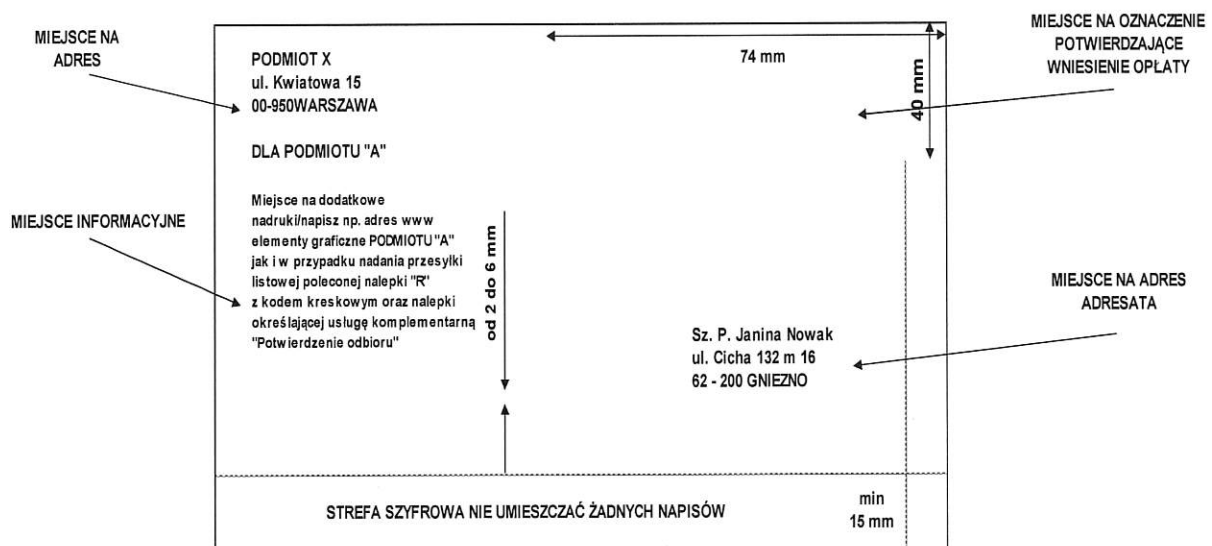 MIEJSCE NA
ADRES
PODMIOT X
ul. Kwiatowa 15
00-950WARSZAWA
DLA PODMIOTU "A"
74 mm
40 mm
MIEJSCE NA OZNACZENIE
POTWIERDZAJĄCE
WNIESIENIE OPŁATY
MIEJSCE INFORMACYJNE
Miejsce na dodatkowe
nadruki/napisz np. adres www
elementy graficzne PODMIOTU "A"
jak i w przypadku nadania przesyłki
listowej poleconej nalepki "R"
z kodem kreskowym oraz nalepki
określającej usługę komplementarną
"Potwierdzenie odbioru"
od 2 do 6 mm
Sz. P. Janina Nowak
ul. Cicha 132 m 16
62 - 200 GNIEZNO
MIEJSCE NA ADRES
ADRESATA
STREFA SZYFROWA NIE UMIESZCZAĆ ŻADNYCH NAPISÓW
min
15 mm